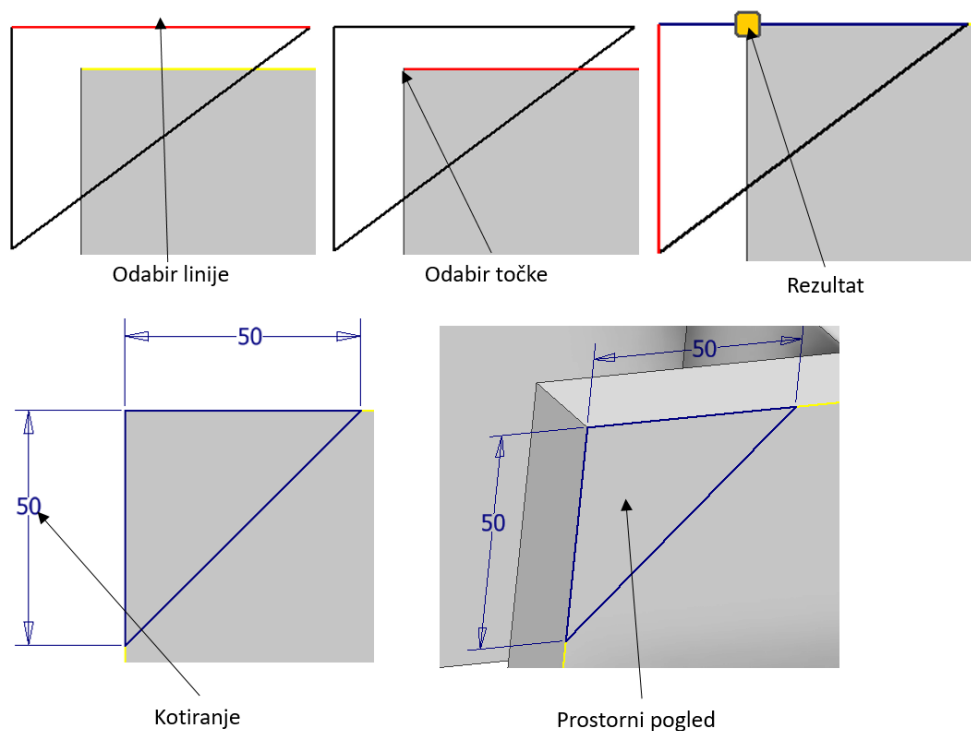 Odabir linije
Odabir točke
Rezultat
50
50
Kotiranje
50
50
Prostorni pogled